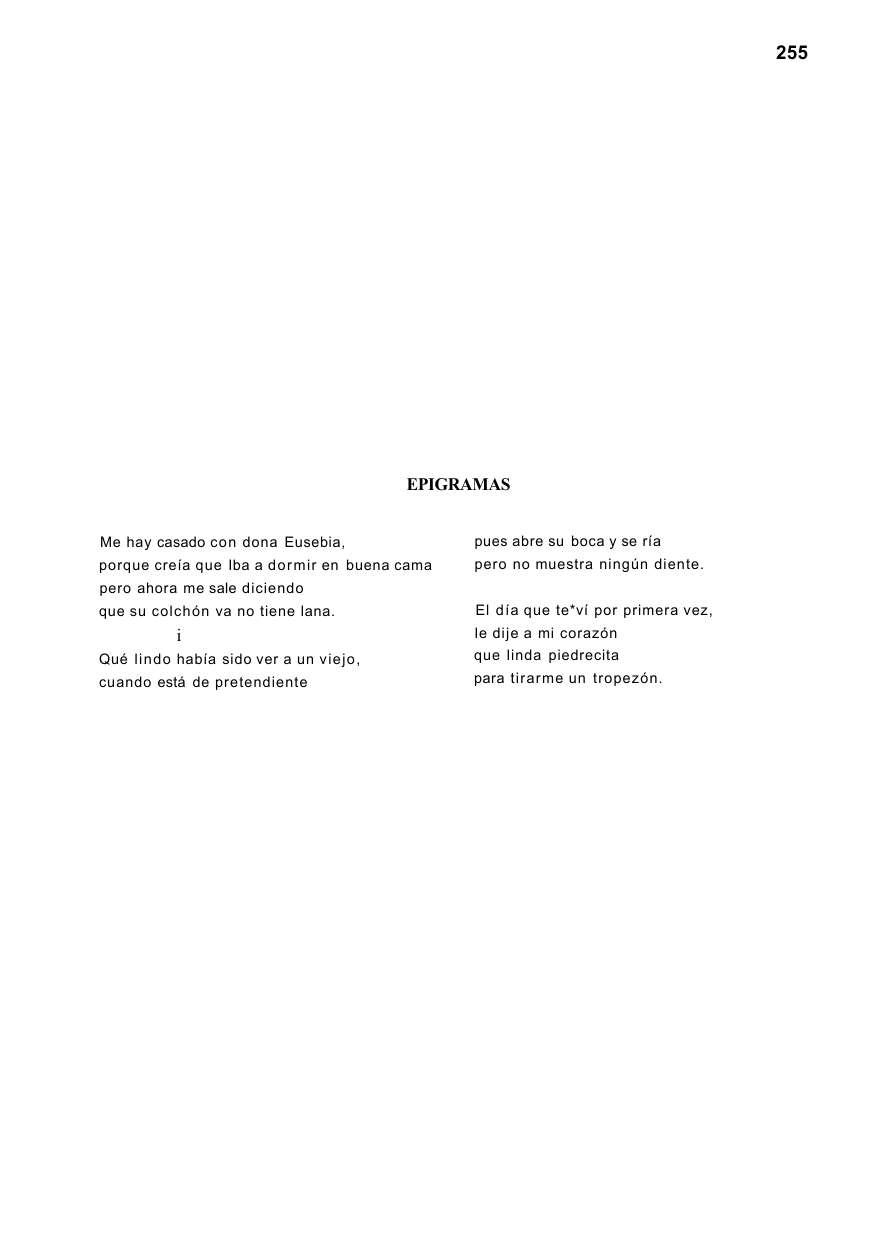 255
EPIGRAMAS
Me hay casado con dona Eusebia,
porque creía que Iba a dormir en buena cama
pero ahora me sale diciendo
que su colchón va no tiene lana.
i
Qué lindo había sido ver a un viejo,
cuando está de pretendiente
pues abre su boca y se ría
pero no muestra ningún diente.
El día que te*ví por primera vez,
le dije a mi corazón
que linda piedrecita
para tirarme un tropezón.